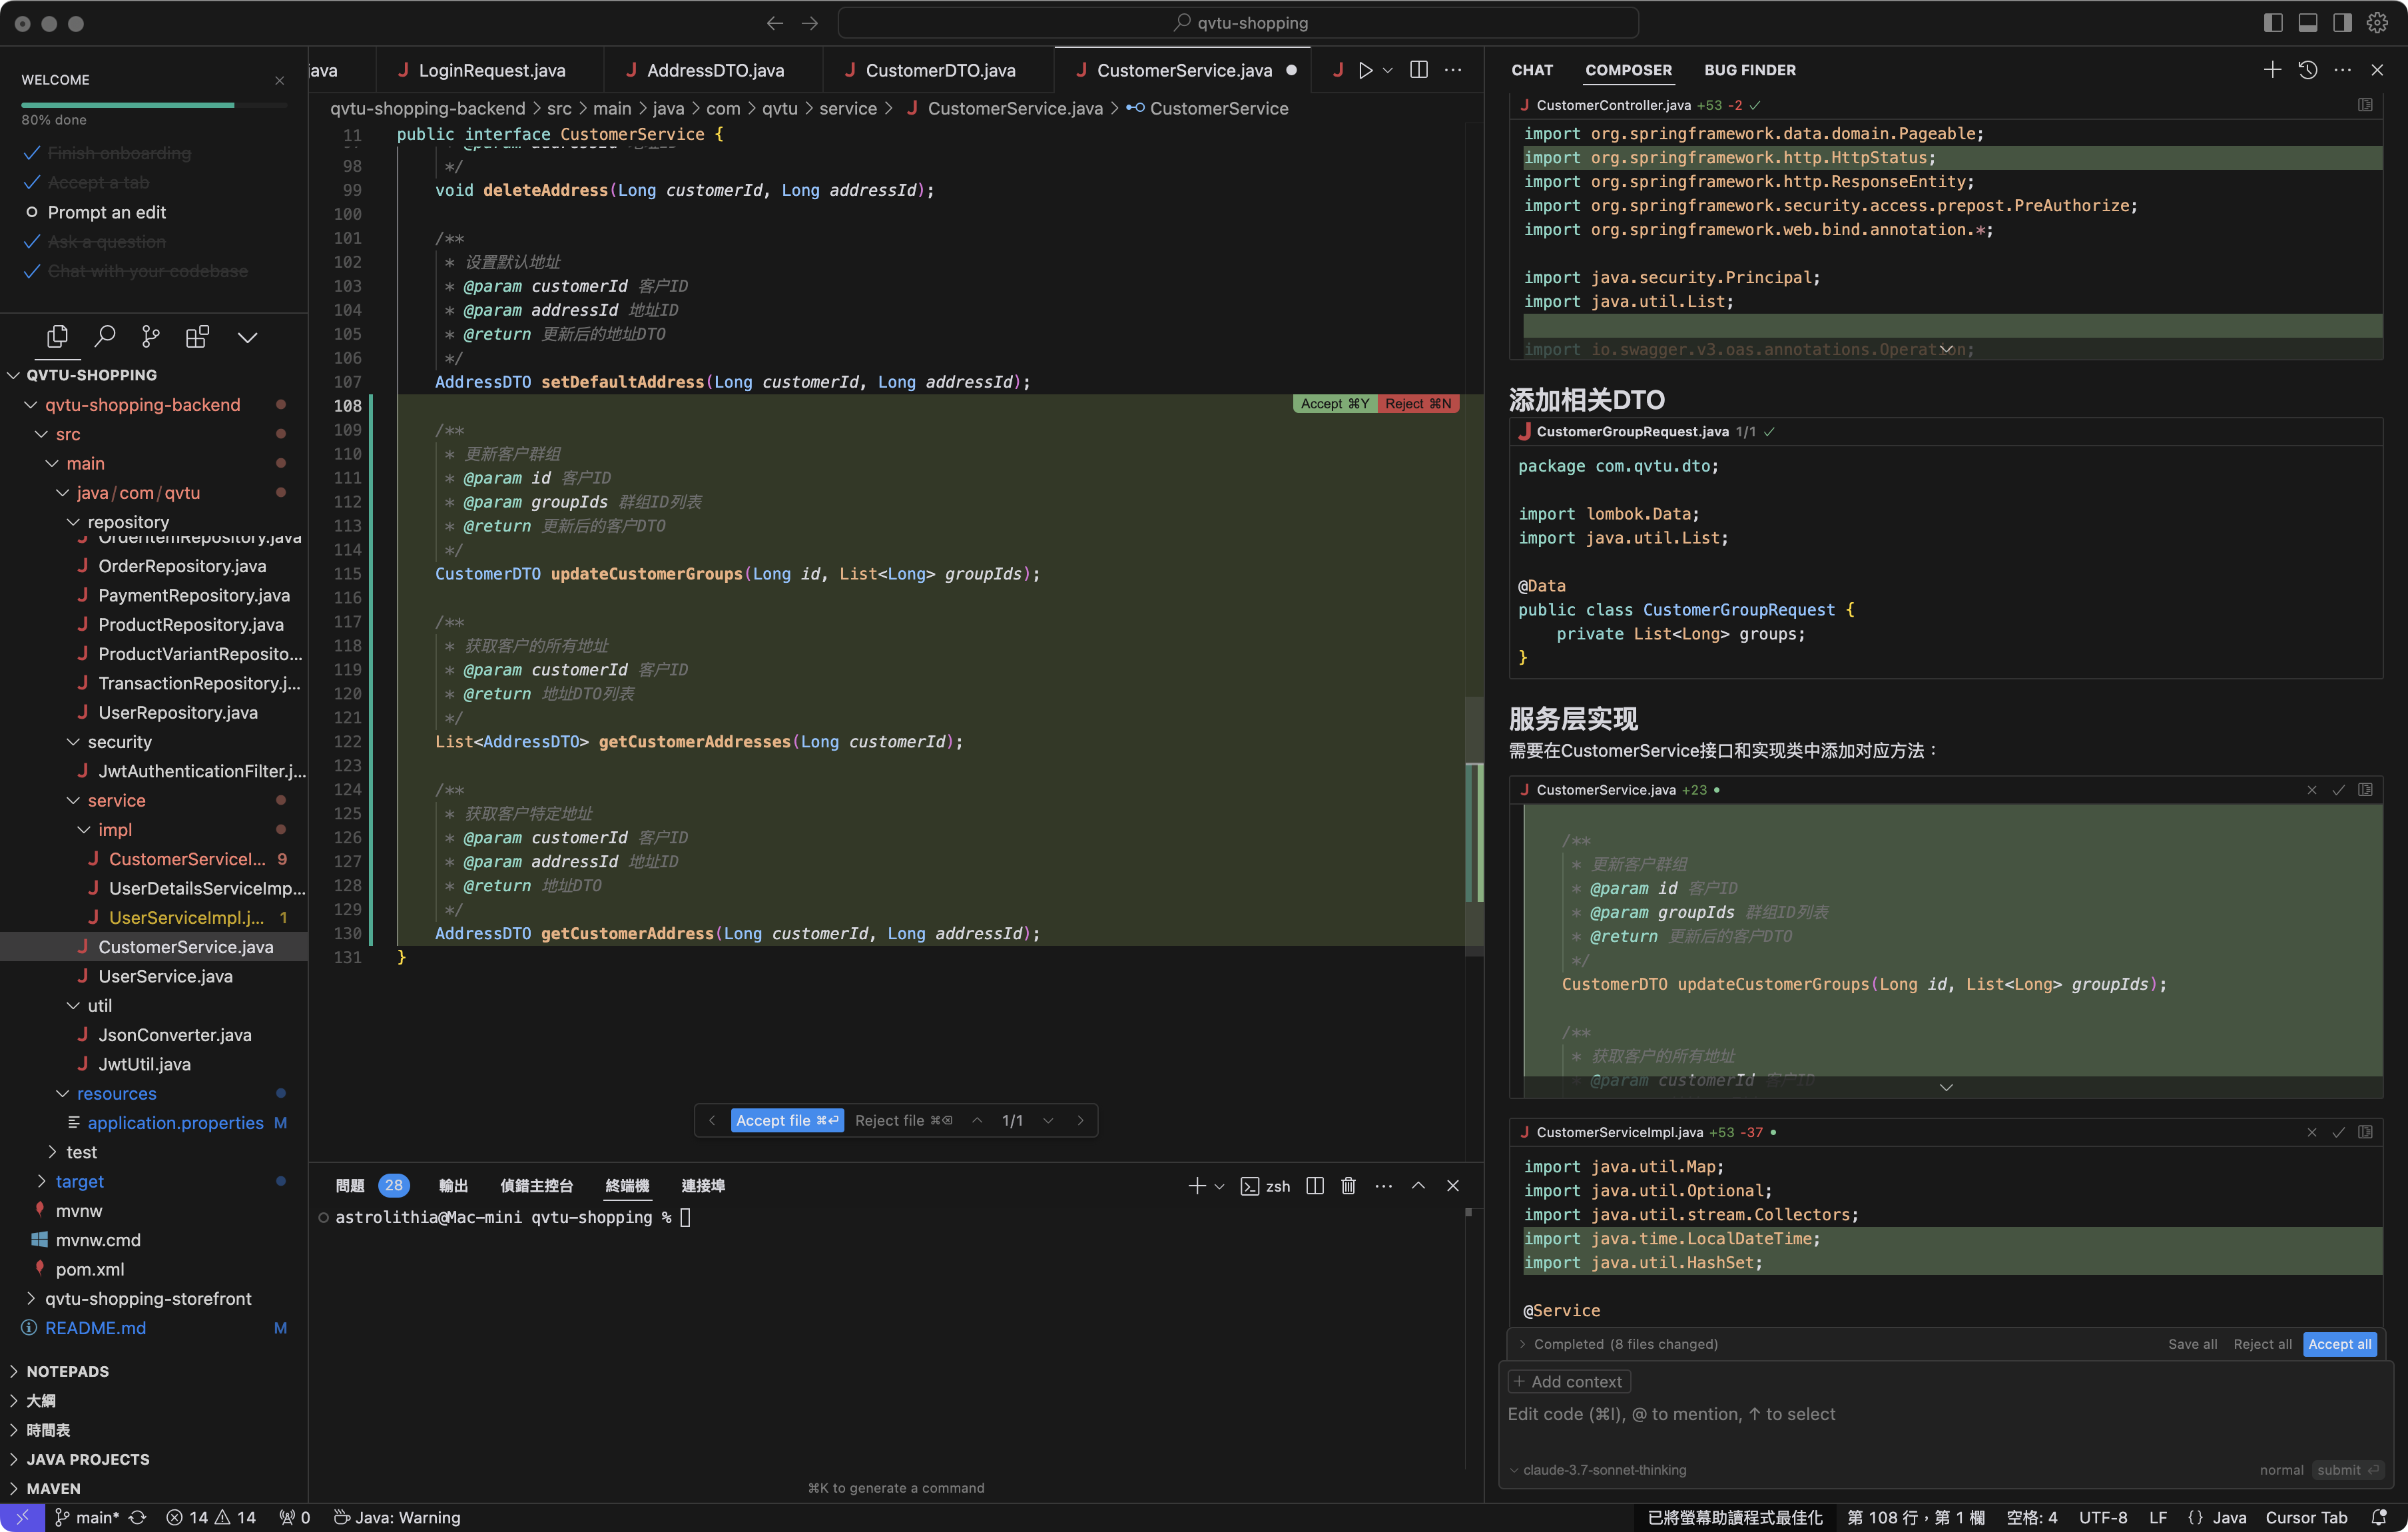 qvtu-shopping
WELCOME
80% done
Finish onboarding
Accept a tab
Prompt an edit
Ask a question
Chat with your codebase
QVTU-SHOPPING
qvtu-shopping-backend
src
main
java/com/qvtu
repository
OrderItemRepository.java
OrderRepository.java
PaymentRepository.java
ProductRepository.java
ProductVariantReposito...
TransactionRepository.j...
UserRepository.java
security
JwtAuthenticationFilter.j...
service
impl
CustomerServiceI... 9
UserDetailsServiceImp...
UserServiceImpl.j... 1
CustomerService.java
UserService.java
util
JsonConverter.java
JwtUtil.java
resources
application.properties M
test
target
mvnw
mvnw.cmd
pom.xml
qvtu-shopping-storefront
README.md M
NOTEPADS
大綱
時間表
JAVA PROJECTS
MAVEN
ava LoginRequest.java AddressDTO.java CustomerDTO.java CustomerService.java
qvtu-shopping-backend > src > main > java > com > qvtu > service > CustomerService.java > CustomerService
11 public interface CustomerService {
98 */
99 void deleteAddress(Long customerId, Long addressId);
100
101 /**
102 * 设置默认地址
103 * @param customerId 客户ID
104 * @param addressId 地址ID
105 * @return 更新后的地址DTO
106 */
107 AddressDTO setDefaultAddress(Long customerId, Long addressId);
108 Accept ⌘Y Reject ⌘N
109 /**
110 * 更新客户群组
111 * @param id 客户ID
112 * @param groupIds 群组ID列表
113 * @return 更新后的客户DTO
114 */
115 CustomerDTO updateCustomerGroups(Long id, List<Long> groupIds);
116
117 /**
118 * 获取客户的所有地址
119 * @param customerId 客户ID
120 * @return 地址DTO列表
121 */
122 List<AddressDTO> getCustomerAddresses(Long customerId);
123
124 /**
125 * 获取客户特定地址
126 * @param customerId 客户ID
127 * @param addressId 地址ID
128 * @return 地址DTO
129 */
130 AddressDTO getCustomerAddress(Long customerId, Long addressId);
131 }
Accept file ⌘⏎ Reject file ⌘⌫ 1/1
問題 28 輸出 偵錯主控台 終端機 連接埠 zsh
astrolithia@Mac-mini qvtu-shopping %
⌘K to generate a command
CHAT COMPOSER BUG FINDER
CustomerController.java +53 -2
import org.springframework.data.domain.Pageable;
import org.springframework.http.HttpStatus;
import org.springframework.http.ResponseEntity;
import org.springframework.security.access.prepost.PreAuthorize;
import org.springframework.web.bind.annotation.*;
import java.security.Principal;
import java.util.List;
import io.swagger.v3.oas.annotations.Operation;
添加相关DTO
CustomerGroupRequest.java 1/1
package com.qvtu.dto;
import lombok.Data;
import java.util.List;
@Data
public class CustomerGroupRequest {
private List<Long> groups;
}
服务层实现
需要在CustomerService接口和实现类中添加对应方法：
CustomerService.java +23
/**
* 更新客户群组
* @param id 客户ID
* @param groupIds 群组ID列表
* @return 更新后的客户DTO
*/
CustomerDTO updateCustomerGroups(Long id, List<Long> groupIds);
/**
* 获取客户的所有地址
* @param customerId 客户ID
CustomerServiceImpl.java +53 -37
import java.util.Map;
import java.util.Optional;
import java.util.stream.Collectors;
import java.time.LocalDateTime;
import java.util.HashSet;
@Service
Completed (8 files changed) Save all Reject all Accept all
+ Add context
Edit code (⌘I), @ to mention, ↑ to select
claude-3.7-sonnet-thinking normal submit ⏎
main* 14 14 0 Java: Warning 已將螢幕助讀程式最佳化 第 108 行，第 1 欄 空格: 4 UTF-8 LF {} Java Cursor Tab